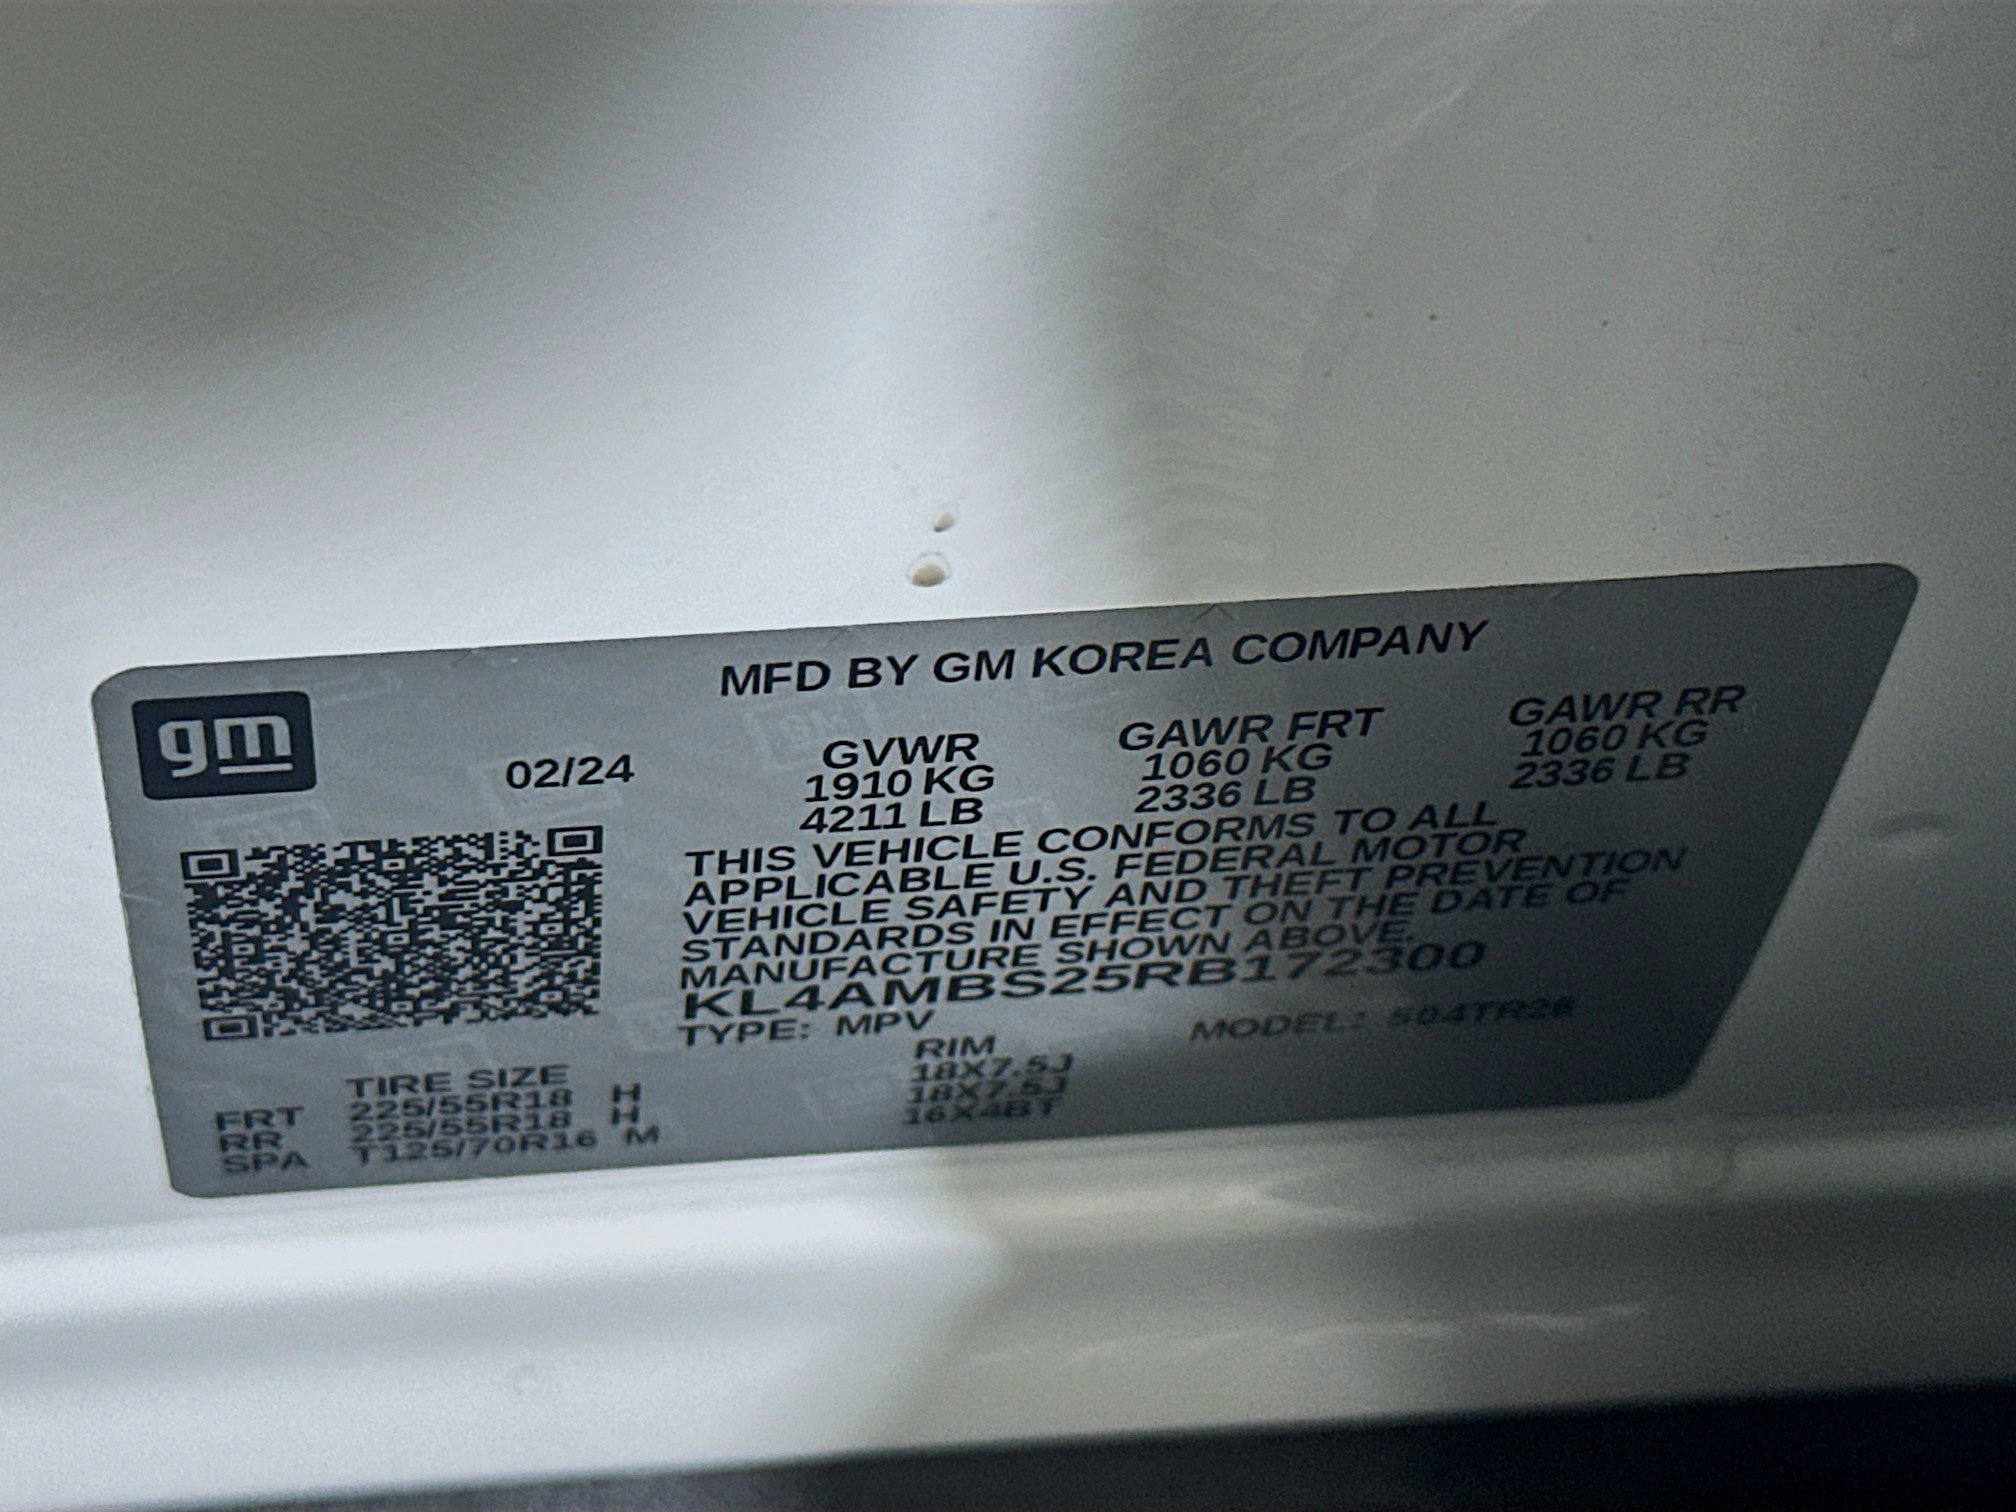 gm
MFD BY GM KOREA COMPANY
02/24 GVWR GAWR FRT GAWR RR
1910 KG 1060 KG 1060 KG
4211 LB 2336 LB 2336 LB
THIS VEHICLE CONFORMS TO ALL
APPLICABLE U.S. FEDERAL MOTOR
VEHICLE SAFETY AND THEFT PREVENTION
STANDARDS IN EFFECT ON THE DATE OF
MANUFACTURE SHOWN ABOVE.
KL4AMBS25RB172300
TYPE: MPV MODEL: 504TR26
TIRE SIZE RIM
FRT 225/55R18 H 18X7.5J
RR 225/55R18 H 18X7.5J
SPA T125/70R16 M 16X4BT